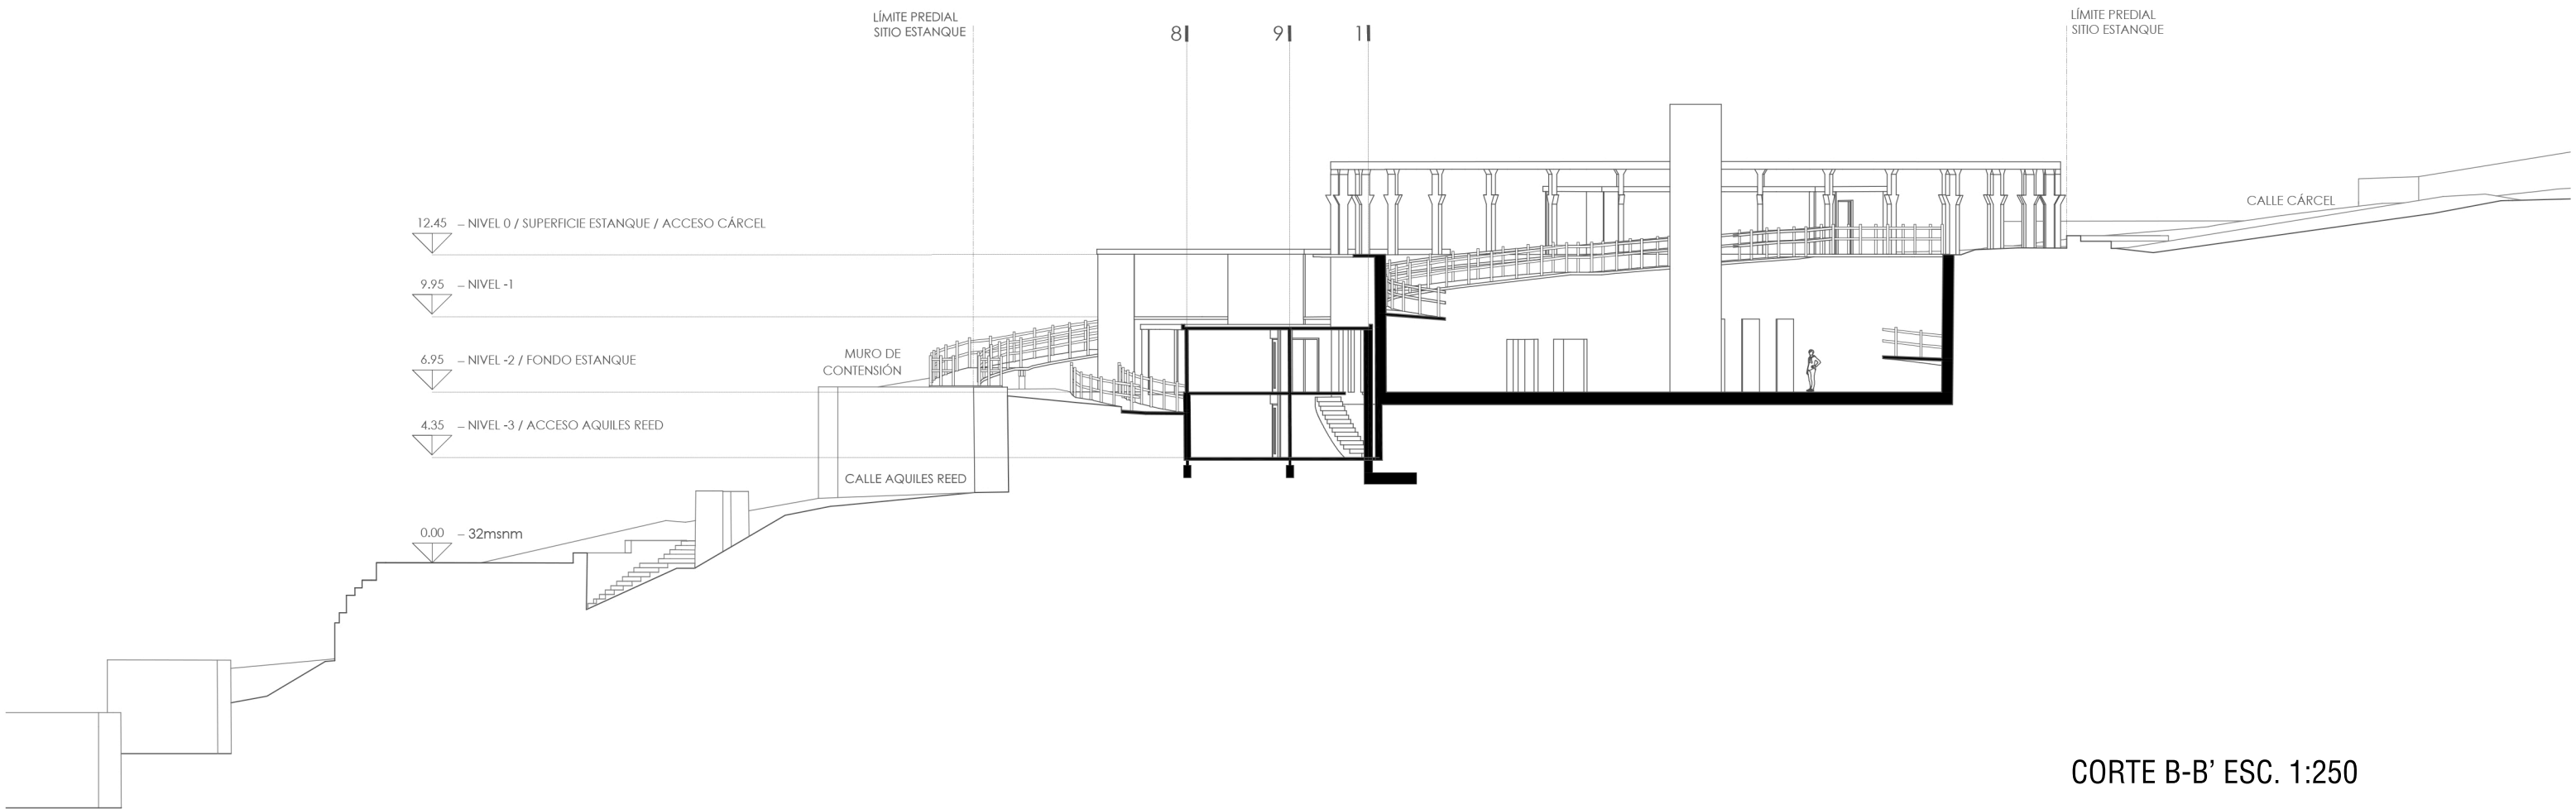 LÍMITE PREDIAL
SITIO ESTANQUE
8
9
1
LÍMITE PREDIAL
SITIO ESTANQUE
CALLE CÁRCEL
12.45 – NIVEL 0 / SUPERFICIE ESTANQUE / ACCESO CÁRCEL
9.95 – NIVEL -1
MURO DE
CONTENSIÓN
6.95 – NIVEL -2 / FONDO ESTANQUE
4.35 – NIVEL -3 / ACCESO AQUILES REED
CALLE AQUILES REED
0.00 – 32msnm
CORTE B-B’ ESC. 1:250